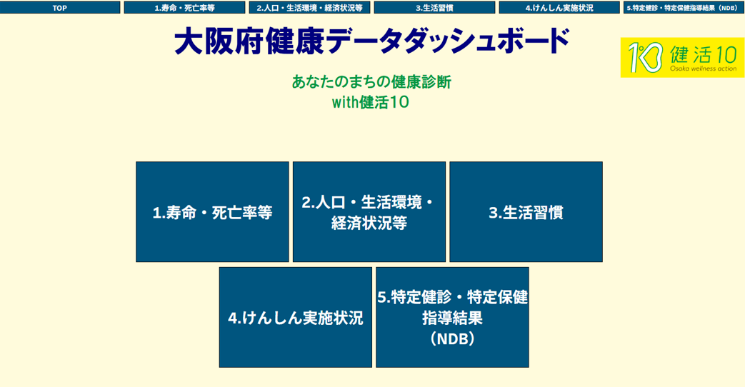 TOP
1.寿命・死亡率等
2.人口・生活環境・経済状況等
3.生活習慣
4.けんしん実施状況
5.特定健診・特定保健指導結果（NDB）
大阪府健康データダッシュボード
10 健活10
Osaka wellness action
あなたのまちの健康診断
with健活10
1.寿命・死亡率等
2.人口・生活環境・
経済状況等
3.生活習慣
4.けんしん実施状況
5.特定健診・特定保健
指導結果
（NDB）